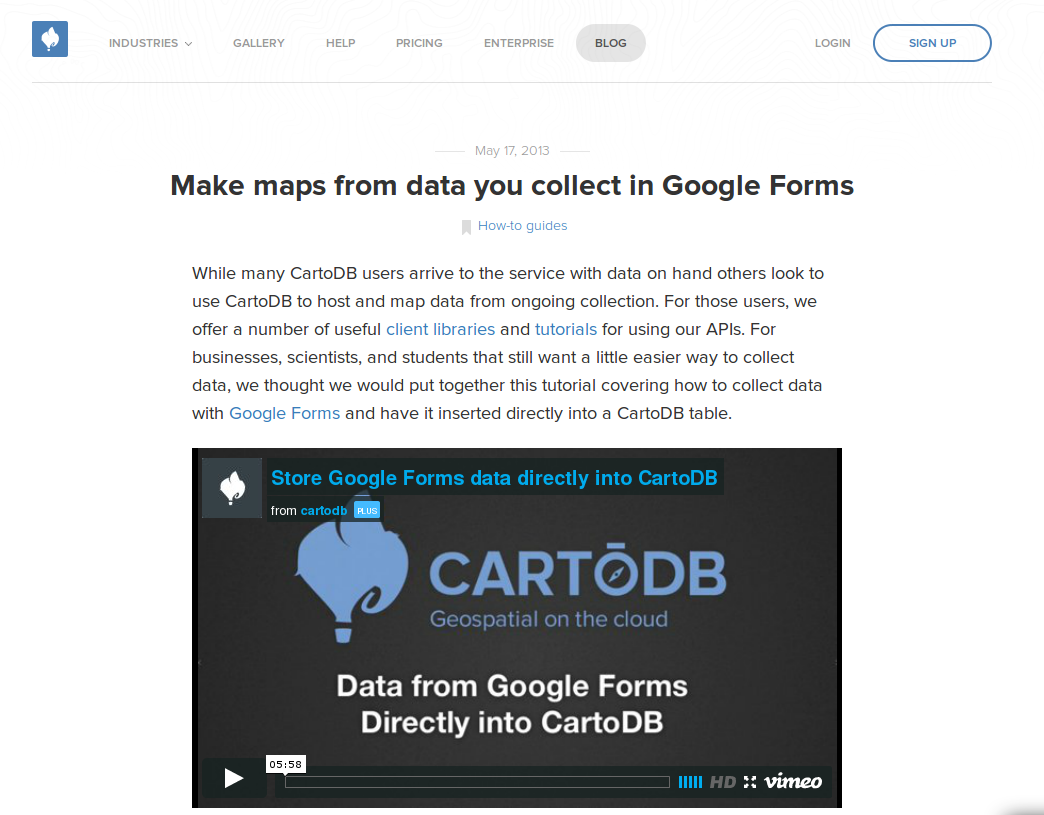 INDUSTRIES GALLERY HELP PRICING ENTERPRISE BLOG LOGIN SIGN UP
May 17, 2013
Make maps from data you collect in Google Forms
How-to guides
While many CartoDB users arrive to the service with data on hand others look to
use CartoDB to host and map data from ongoing collection. For those users, we
offer a number of useful client libraries and tutorials for using our APIs. For
businesses, scientists, and students that still want a little easier way to collect
data, we thought we would put together this tutorial covering how to collect data
with Google Forms and have it inserted directly into a CartoDB table.
Store Google Forms data directly into CartoDB
from cartodb PLUS
CARTŌDB
Geospatial on the cloud
Data from Google Forms
Directly into CartoDB
05:58
HD vimeo